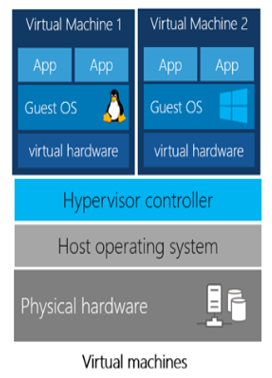 Virtual Machine 1
Virtual Machine 2
App
App
App
App
Guest OS
Guest OS
virtual hardware
virtual hardware
Hypervisor controller
Host operating system
Physical hardware
Virtual machines